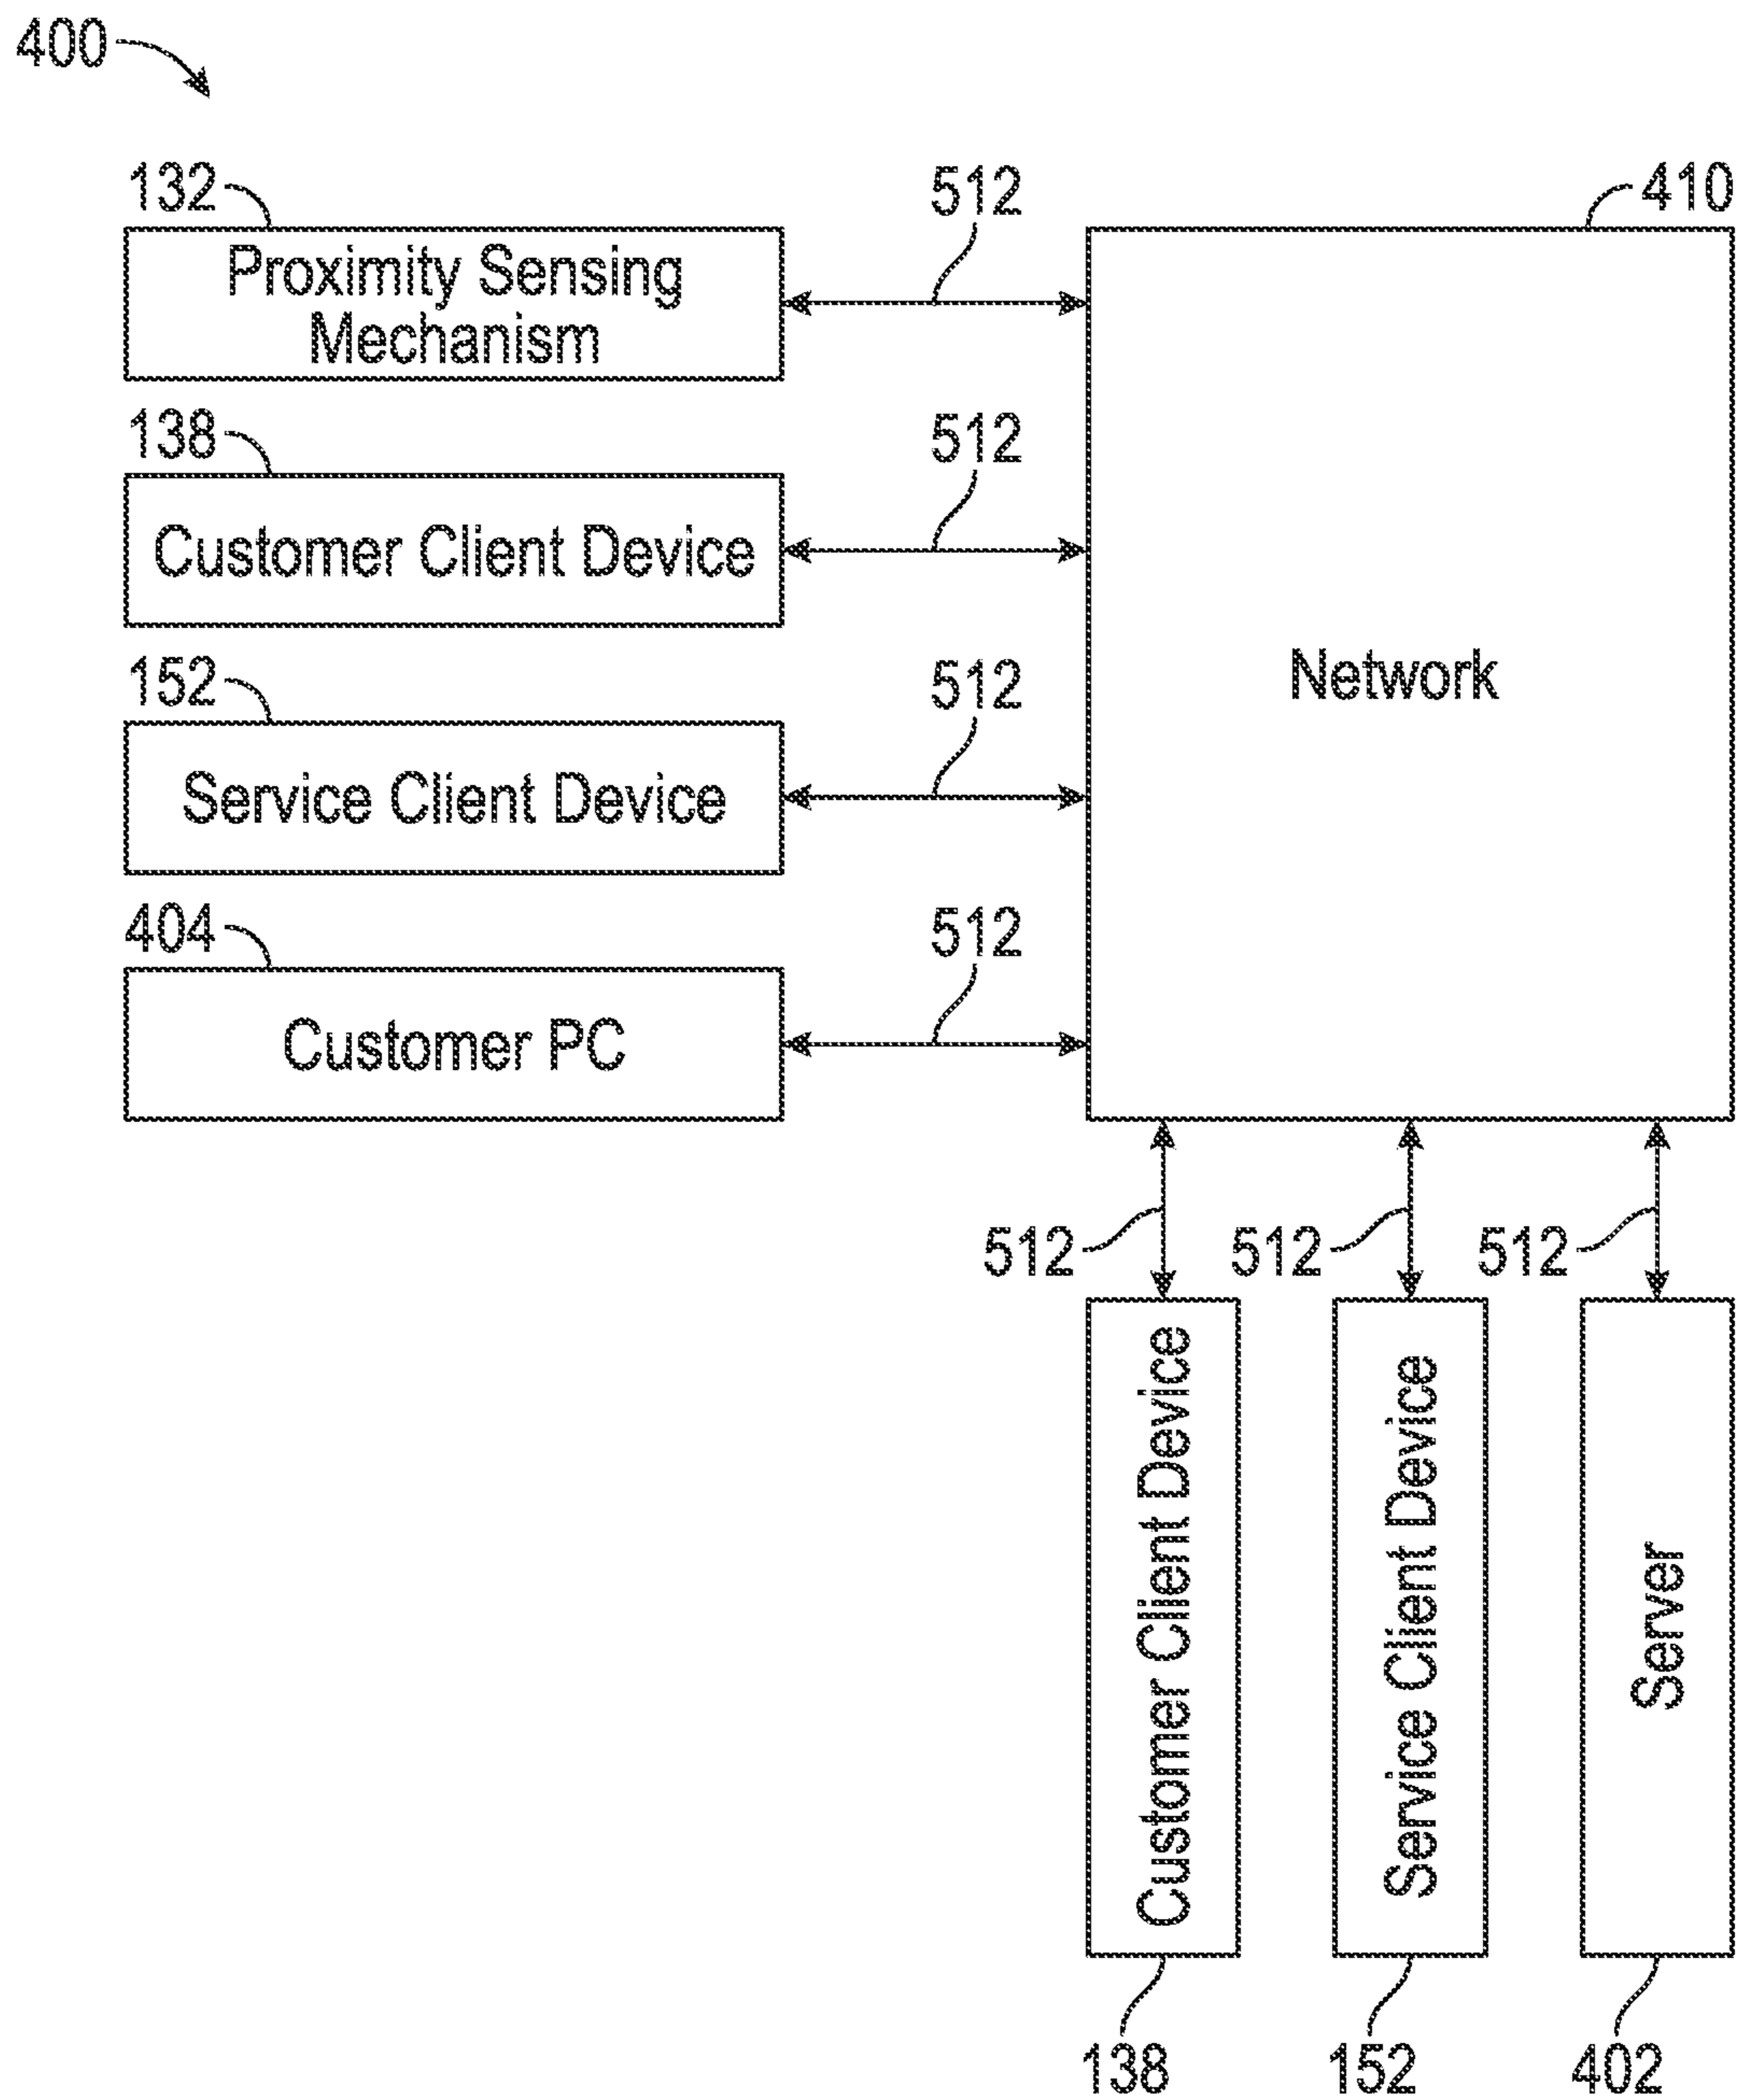 400
132
512
410
Proximity Sensing
Mechanism
138
512
Customer Client Device
152
512
Network
Service Client Device
404
512
Customer PC
512
512
512
Customer Client Device
Service Client Device
Server
138
152
402